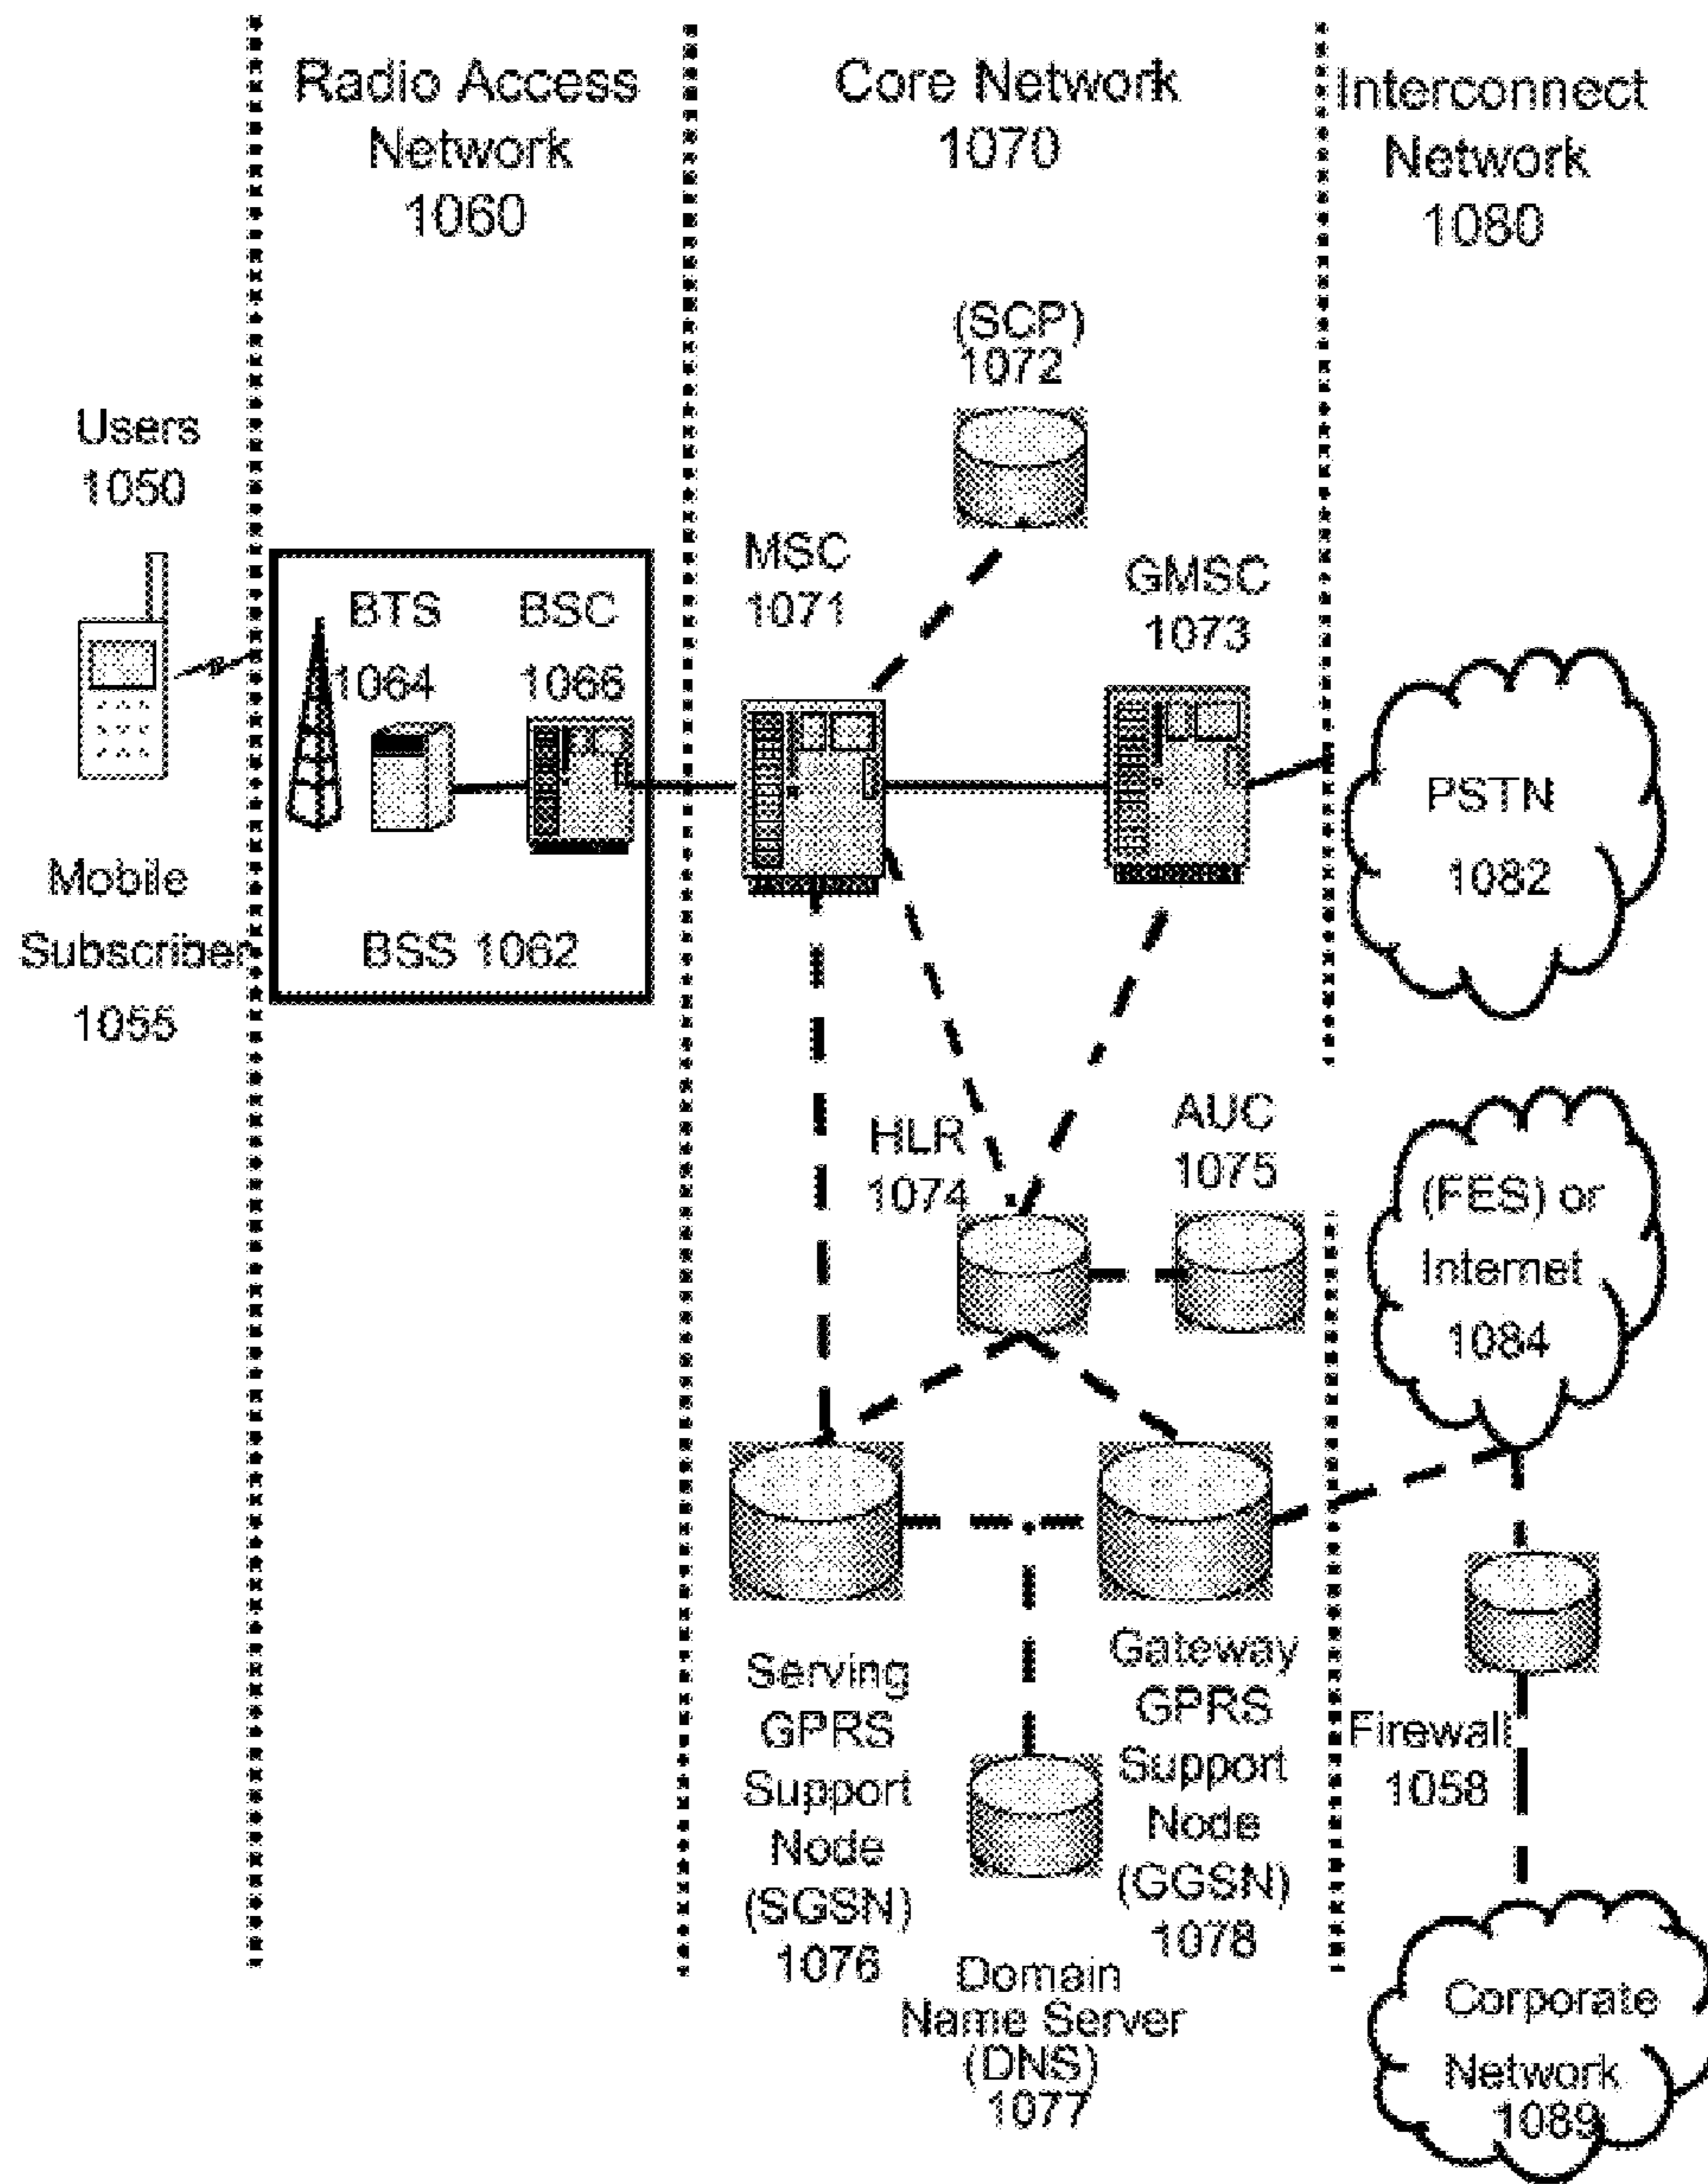 Radio Access
Network
1060
Core Network
1070
Interconnect
Network
1080
(SCP)
1072
Users
1050
MSC
1071
GMSC
1073
BTS
1064
BSC
1066
PSTN
1082
Mobile
Subscriber
1055
BSS 1062
HLR
1074
AUC
1075
(FES) or
Internet
1084
Serving
GPRS
Support
Node
(SGSN)
1076
Gateway
GPRS
Support
Node
(GGSN)
1078
Firewall
1058
Domain
Name Server
(DNS)
1077
Corporate
Network
1089